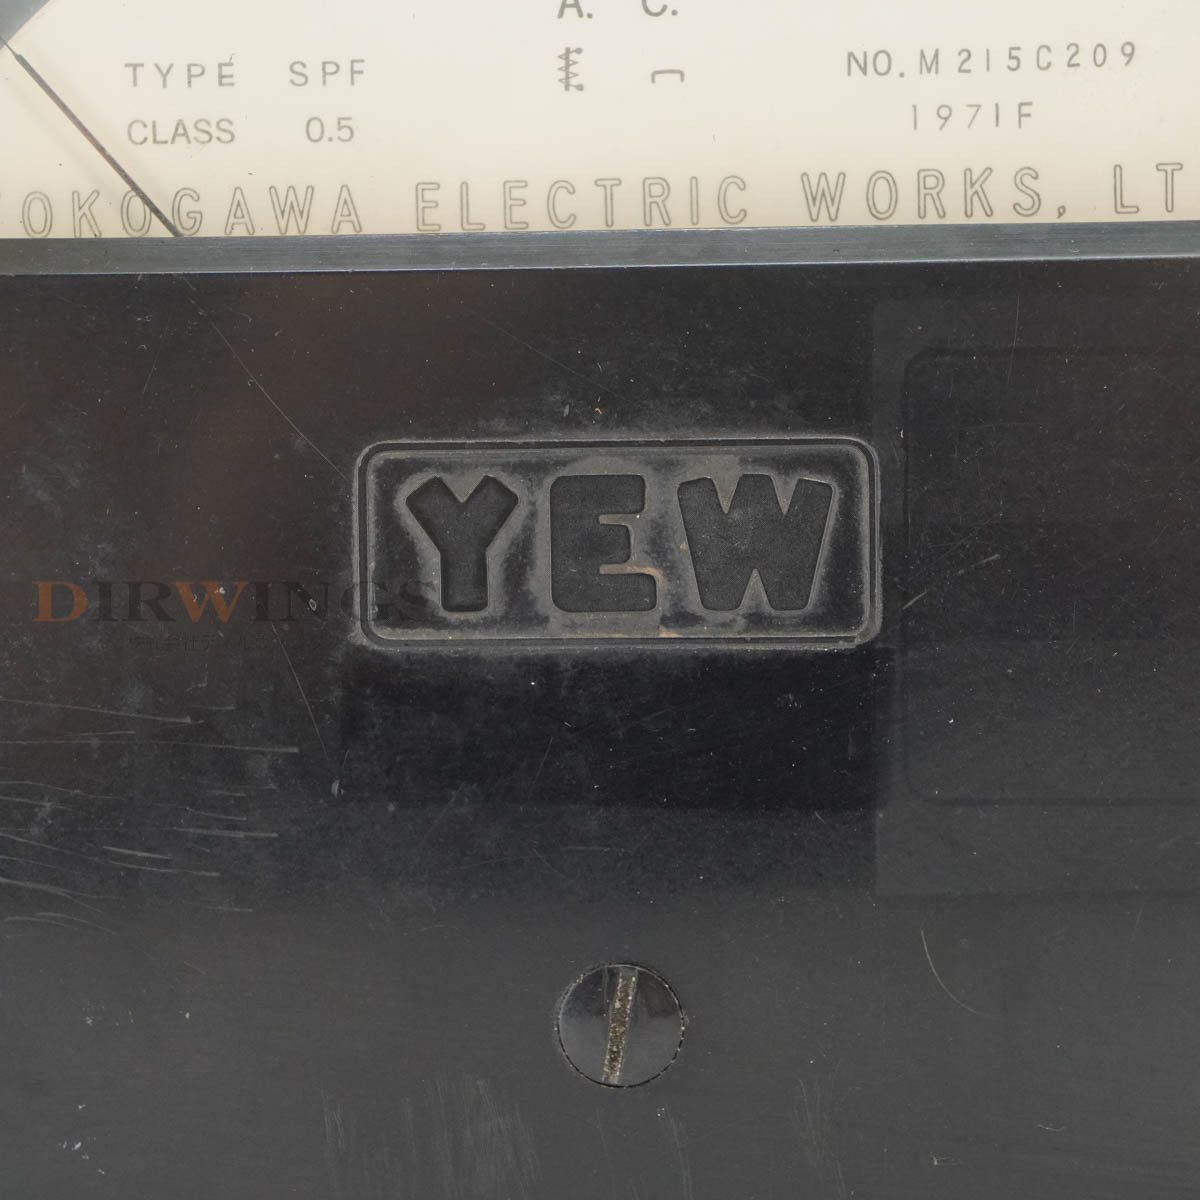 A. C.
TYPE SPF
CLASS 0.5
NO. M215C209
1971F
OKOGAWA ELECTRIC WORKS, LT
YEW
DIRWINGS